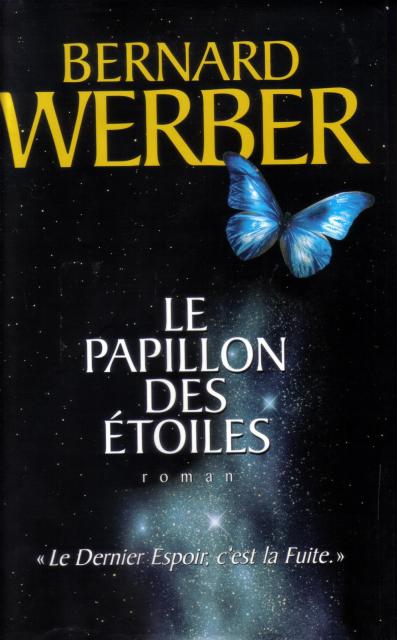 BERNARD
WERBER
LE
PAPILLON
DES
ÉTOILES
roman
« Le Dernier Espoir, c'est la Fuite. »